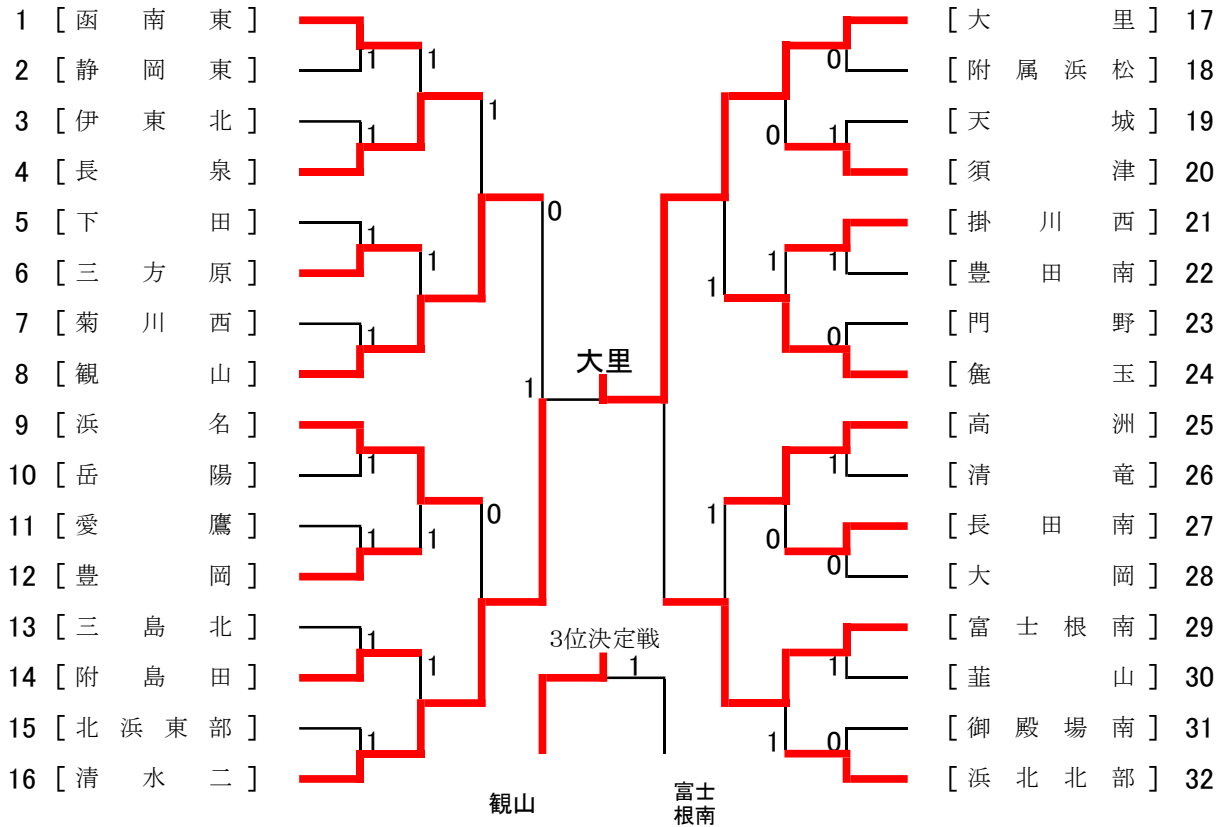 1 [函南東]
2 [静岡東]
3 [伊東北]
4 [長泉]
5 [下田]
6 [三方原]
7 [菊川西]
8 [観山]
9 [浜名]
10 [岳陽]
11 [愛鷹]
12 [豊岡]
13 [三島北]
14 [附島田]
15 [北浜東部]
16 [清水二]
1
1
1
1
1
1
1
0
1
1
1
1
0
1
1
1
1
大里
3位決定戦
1
観山
富士
根南
0
0
1
1
1
1
0
1
1
0
0
1
1
0
[大里] 17
[附属浜松] 18
[天城] 19
[須津] 20
[掛川西] 21
[豊田南] 22
[門野] 23
[麁玉] 24
[高洲] 25
[清竜] 26
[長田南] 27
[大岡] 28
[富士根南] 29
[韮山] 30
[御殿場南] 31
[浜北北部] 32